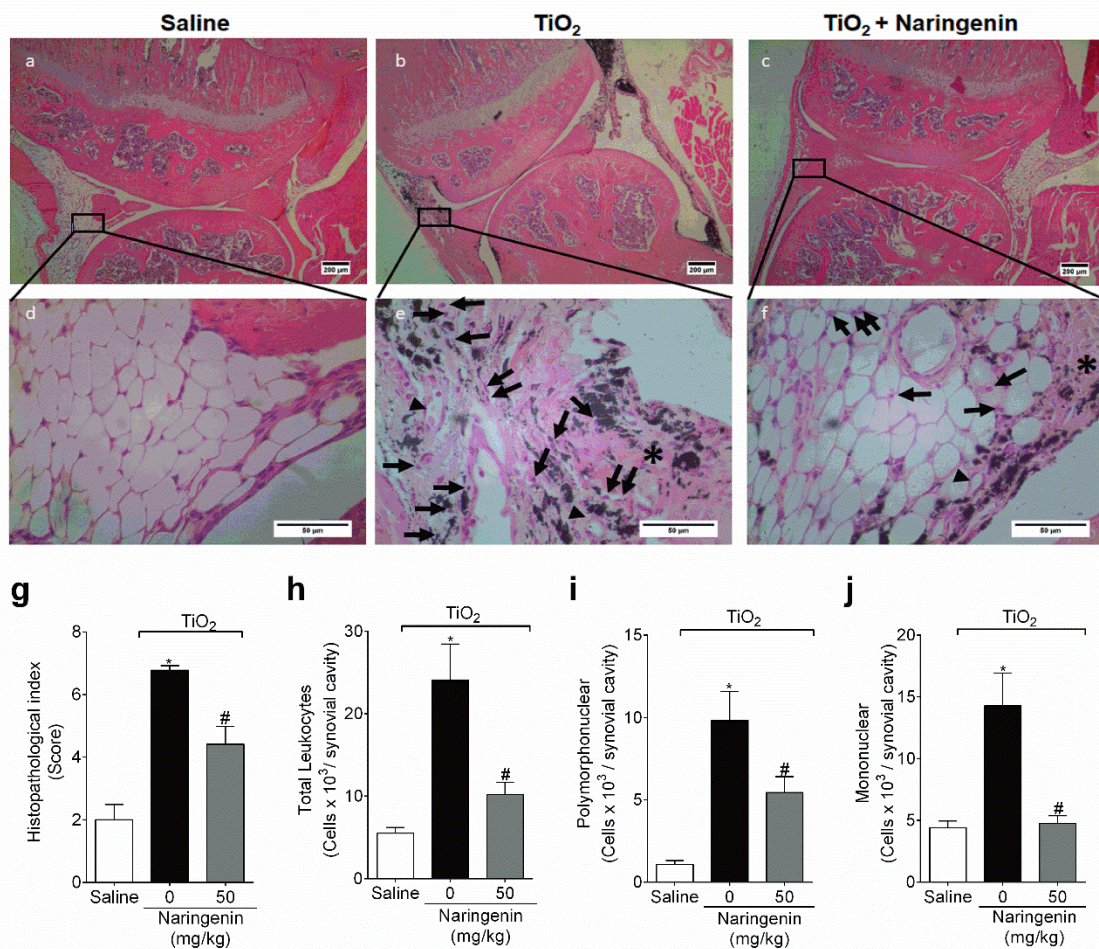 Saline
TiO₂
TiO₂ + Naringenin
a
b
c
200 µm
200 µm
200 µm
d
e
f
*
*
50 µm
50 µm
50 µm
g
TiO₂
Histopathological index
(Score)
8
6
4
2
0
*
#
Saline
0
50
Naringenin
(mg/kg)
h
TiO₂
Total Leukocytes
(Cells x 10³/ synovial cavity)
30
20
10
0
*
#
Saline
0
50
Naringenin
(mg/kg)
i
TiO₂
Polymorphonuclear
(Cells x 10³ / synovial cavity)
15
10
5
0
*
#
Saline
0
50
Naringenin
(mg/kg)
j
TiO₂
Mononuclear
(Cells x 10³ / synovial cavity)
20
15
10
5
0
*
#
Saline
0
50
Naringenin
(mg/kg)